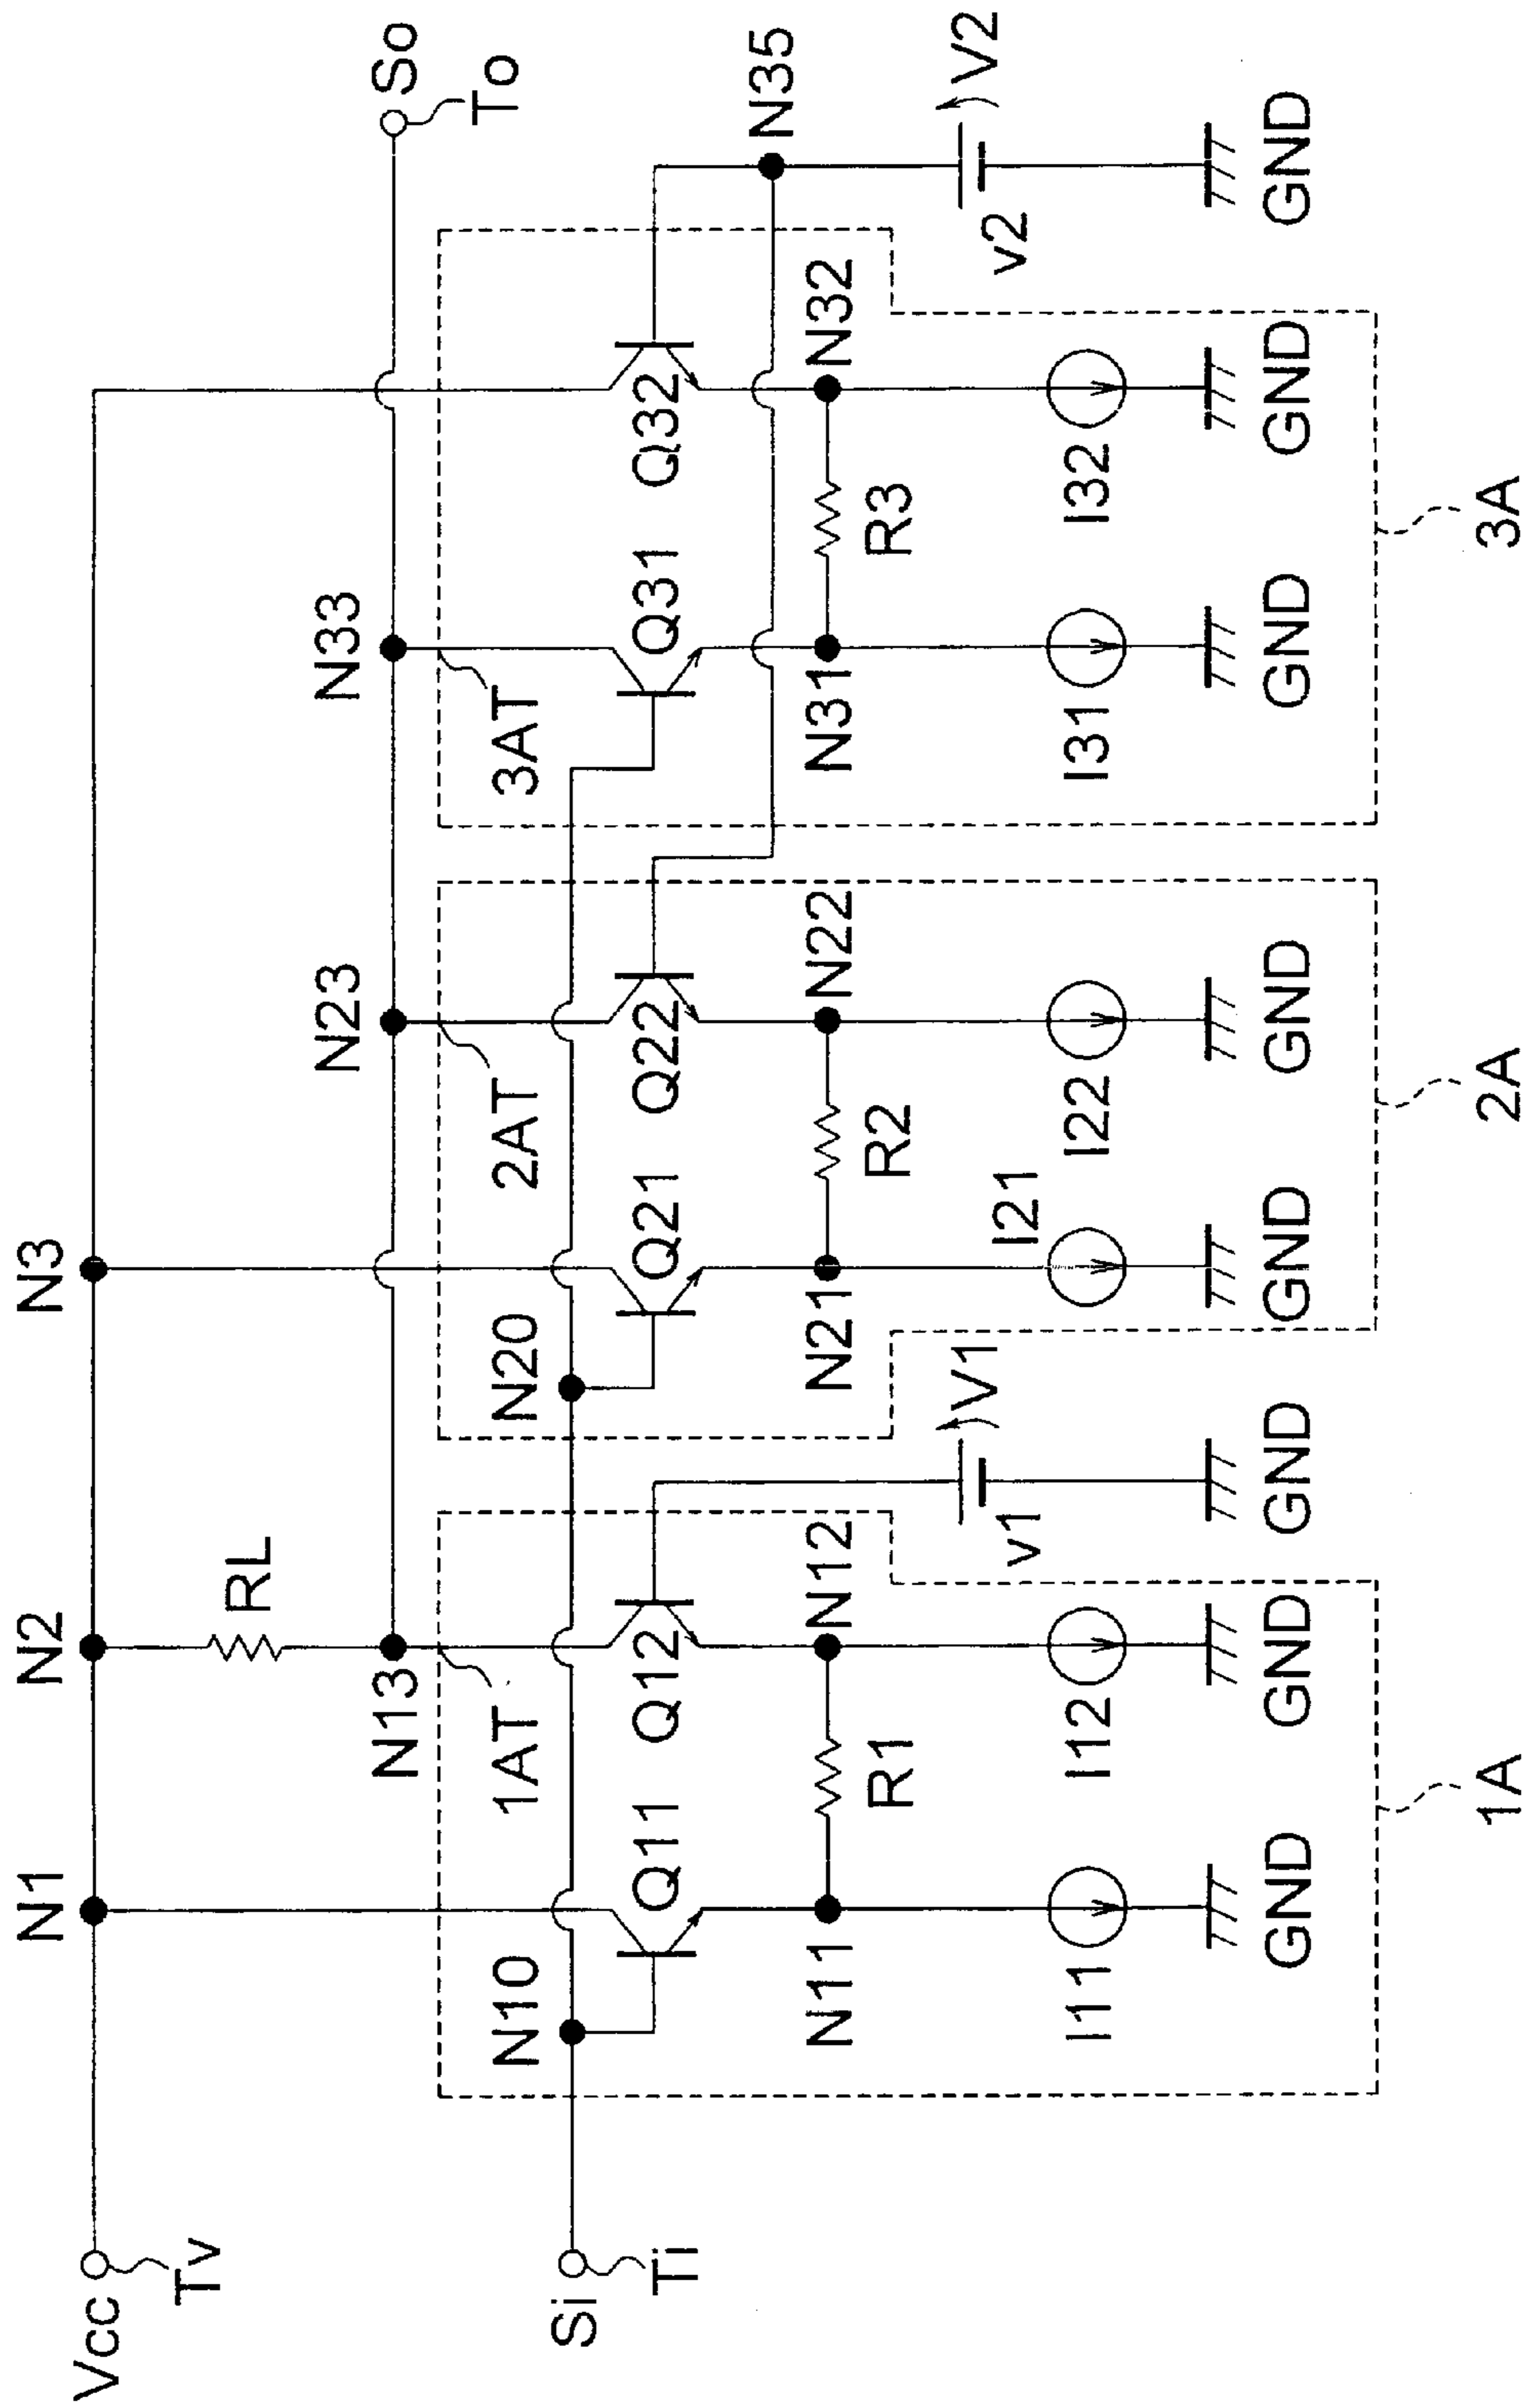 Vcc
Tv
N1
N2
N3
RL
N13
N23
N33
So
To
Si
Ti
N10
1AT
N20
2AT
3AT
Q11
Q12
Q21
Q22
Q31
Q32
N35
N11
N12
N21
N22
N31
N32
R1
R2
R3
v1
V1
v2
V2
I11
I12
I21
I22
I31
I32
GND
GND
GND
GND
GND
GND
GND
GND
1A
2A
3A